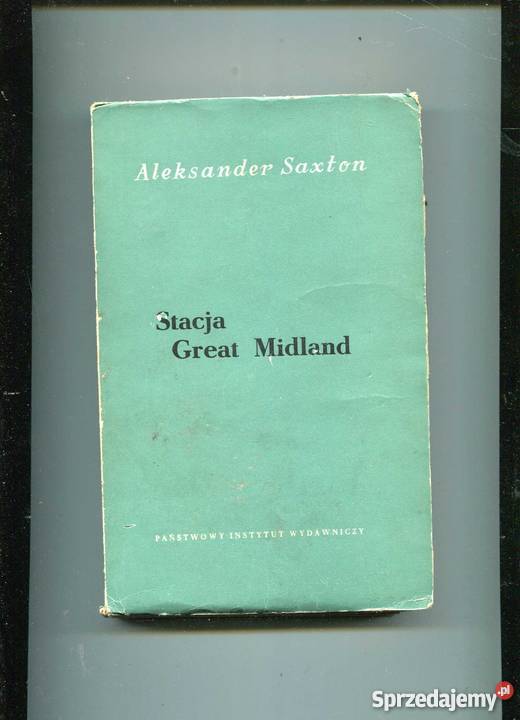 Aleksander Saxton
Stacja
Great Midland
PAŃSTWOWY INSTYTUT WYDAWNICZY
Sprzedajemy.pl